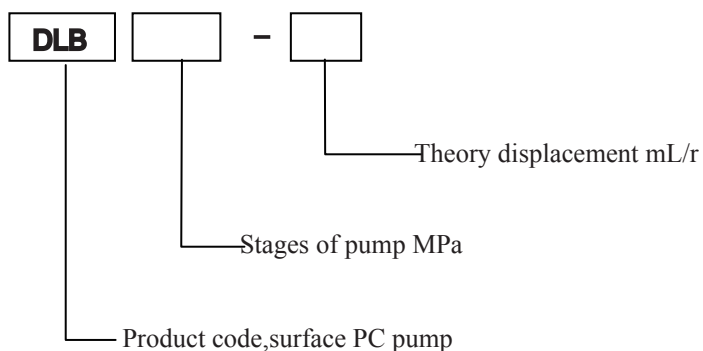 DLB -
Theory displacement mL/r
Stages of pump MPa
Product code,surface PC pump